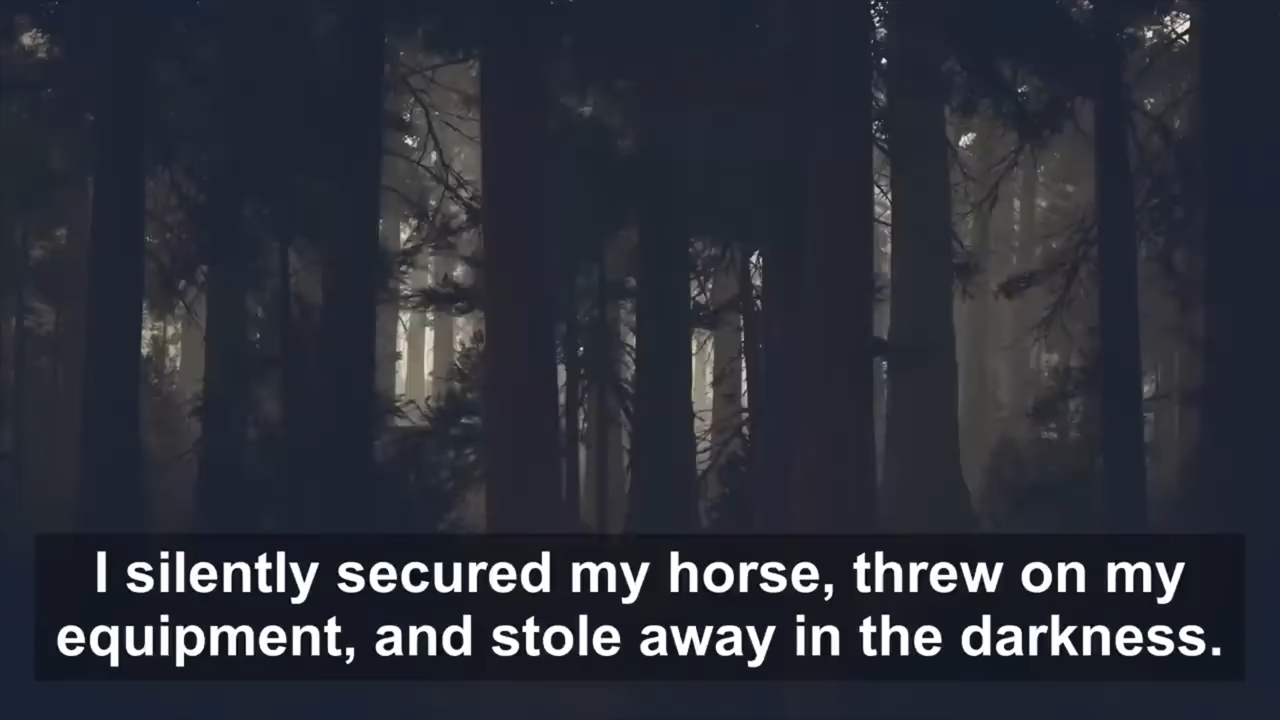 I silently secured my horse, threw on my
equipment, and stole away in the darkness.